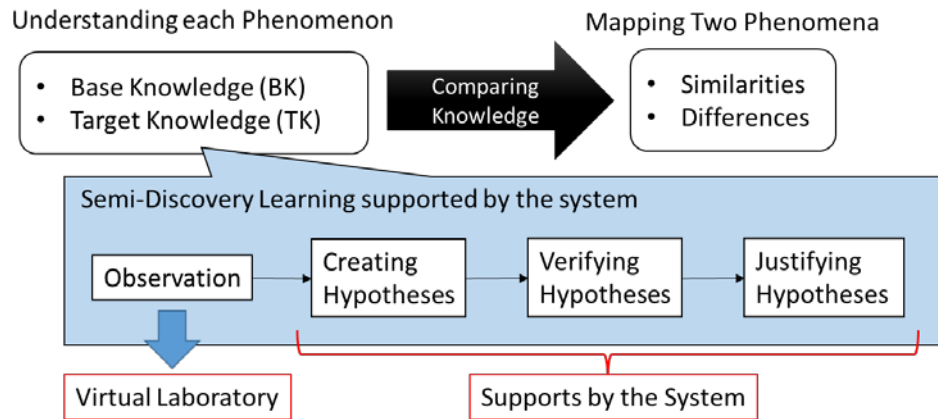 Understanding each Phenomenon
Mapping Two Phenomena
• Base Knowledge (BK)
• Target Knowledge (TK)
Comparing
Knowledge
• Similarities
• Differences
Semi-Discovery Learning supported by the system
Observation
Creating
Hypotheses
Verifying
Hypotheses
Justifying
Hypotheses
Virtual Laboratory
Supports by the System